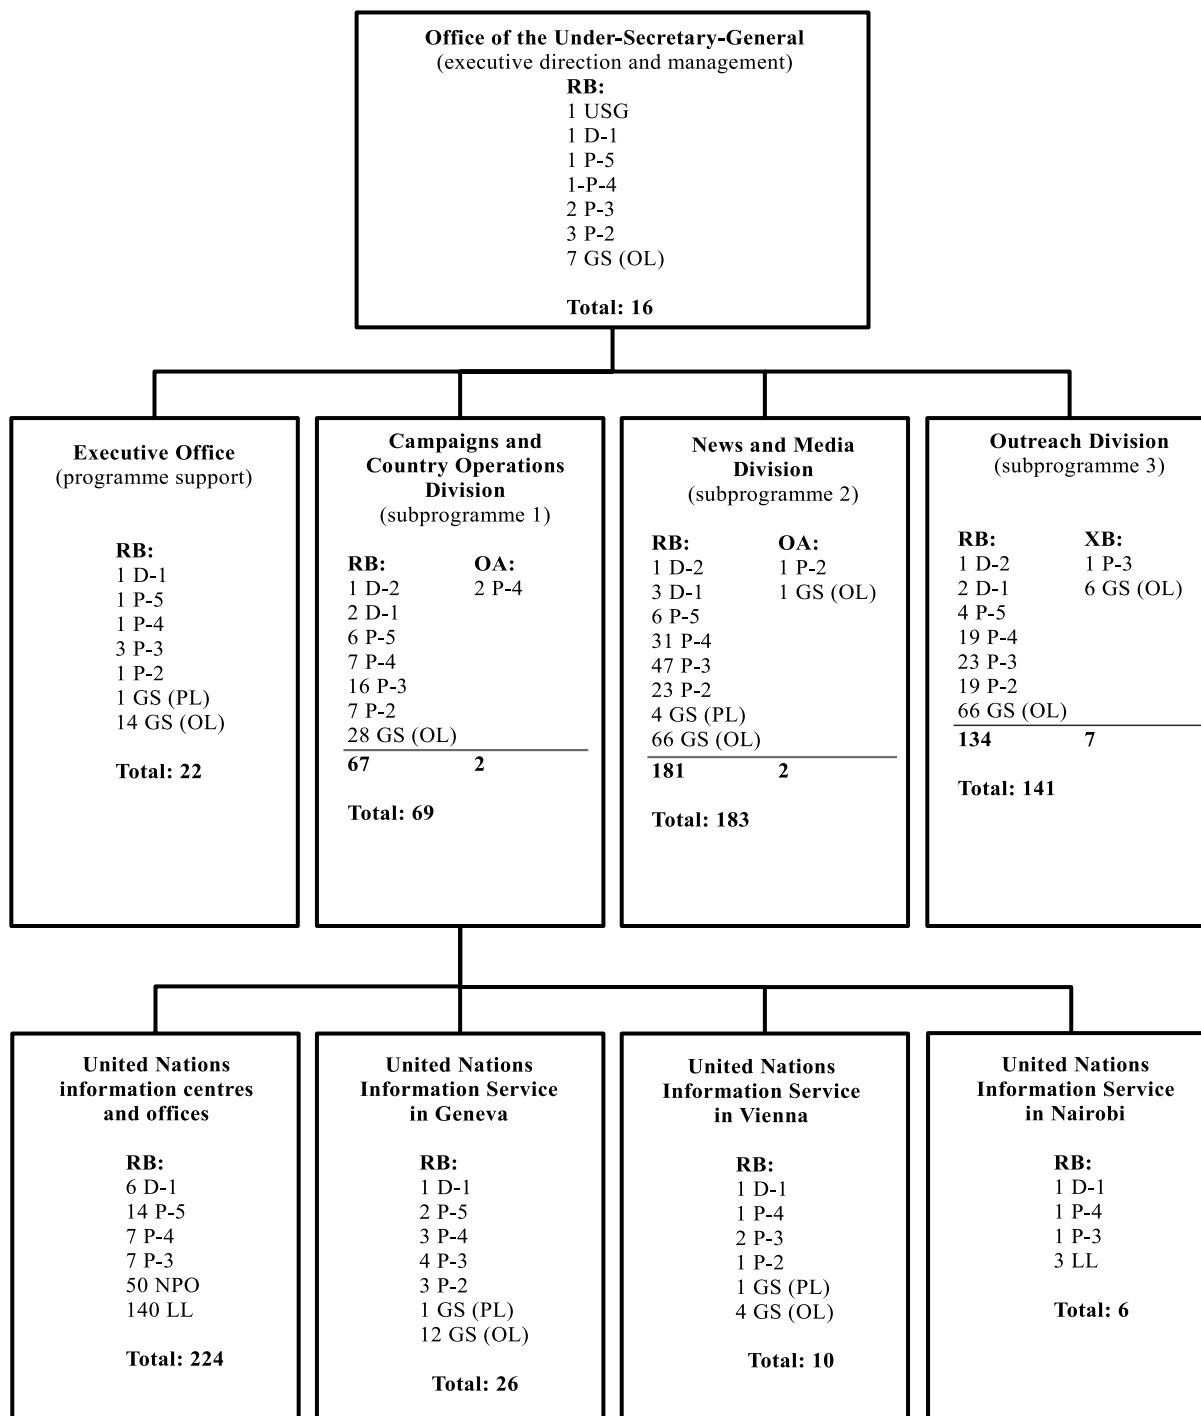 Office of the Under-Secretary-General
(executive direction and management)
RB:
1 USG
1 D-1
1 P-5
1-P-4
2 P-3
3 P-2
7 GS (OL)
Total: 16
Executive Office
(programme support)
RB:
1 D-1
1 P-5
1 P-4
3 P-3
1 P-2
1 GS (PL)
14 GS (OL)
Total: 22
Campaigns and
Country Operations
Division
(subprogramme 1)
RB: OA:
1 D-2 2 P-4
2 D-1
6 P-5
7 P-4
16 P-3
7 P-2
28 GS (OL)
67 2
Total: 69
News and Media
Division
(subprogramme 2)
RB: OA:
1 D-2 1 P-2
3 D-1 1 GS (OL)
6 P-5
31 P-4
47 P-3
23 P-2
4 GS (PL)
66 GS (OL)
181 2
Total: 183
Outreach Division
(subprogramme 3)
RB: XB:
1 D-2 1 P-3
2 D-1 6 GS (OL)
4 P-5
19 P-4
23 P-3
19 P-2
66 GS (OL)
134 7
Total: 141
United Nations
information centres
and offices
RB:
6 D-1
14 P-5
7 P-4
7 P-3
50 NPO
140 LL
Total: 224
United Nations
Information Service
in Geneva
RB:
1 D-1
2 P-5
3 P-4
4 P-3
3 P-2
1 GS (PL)
12 GS (OL)
Total: 26
United Nations
Information Service
in Vienna
RB:
1 D-1
1 P-4
2 P-3
1 P-2
1 GS (PL)
4 GS (OL)
Total: 10
United Nations
Information Service
in Nairobi
RB:
1 D-1
1 P-4
1 P-3
3 LL
Total: 6